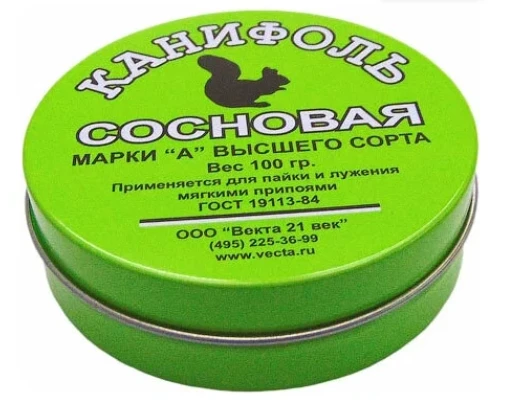 КАНИФОЛЬ
СОСНОВАЯ
МАРКИ "А" ВЫСШЕГО СОРТА
Вес 100 гр.
Применяется для пайки и лужения
мягкими припоями
ГОСТ 19113-84
ООО "Векта 21 век"
(495) 225-36-99
www.vecta.ru